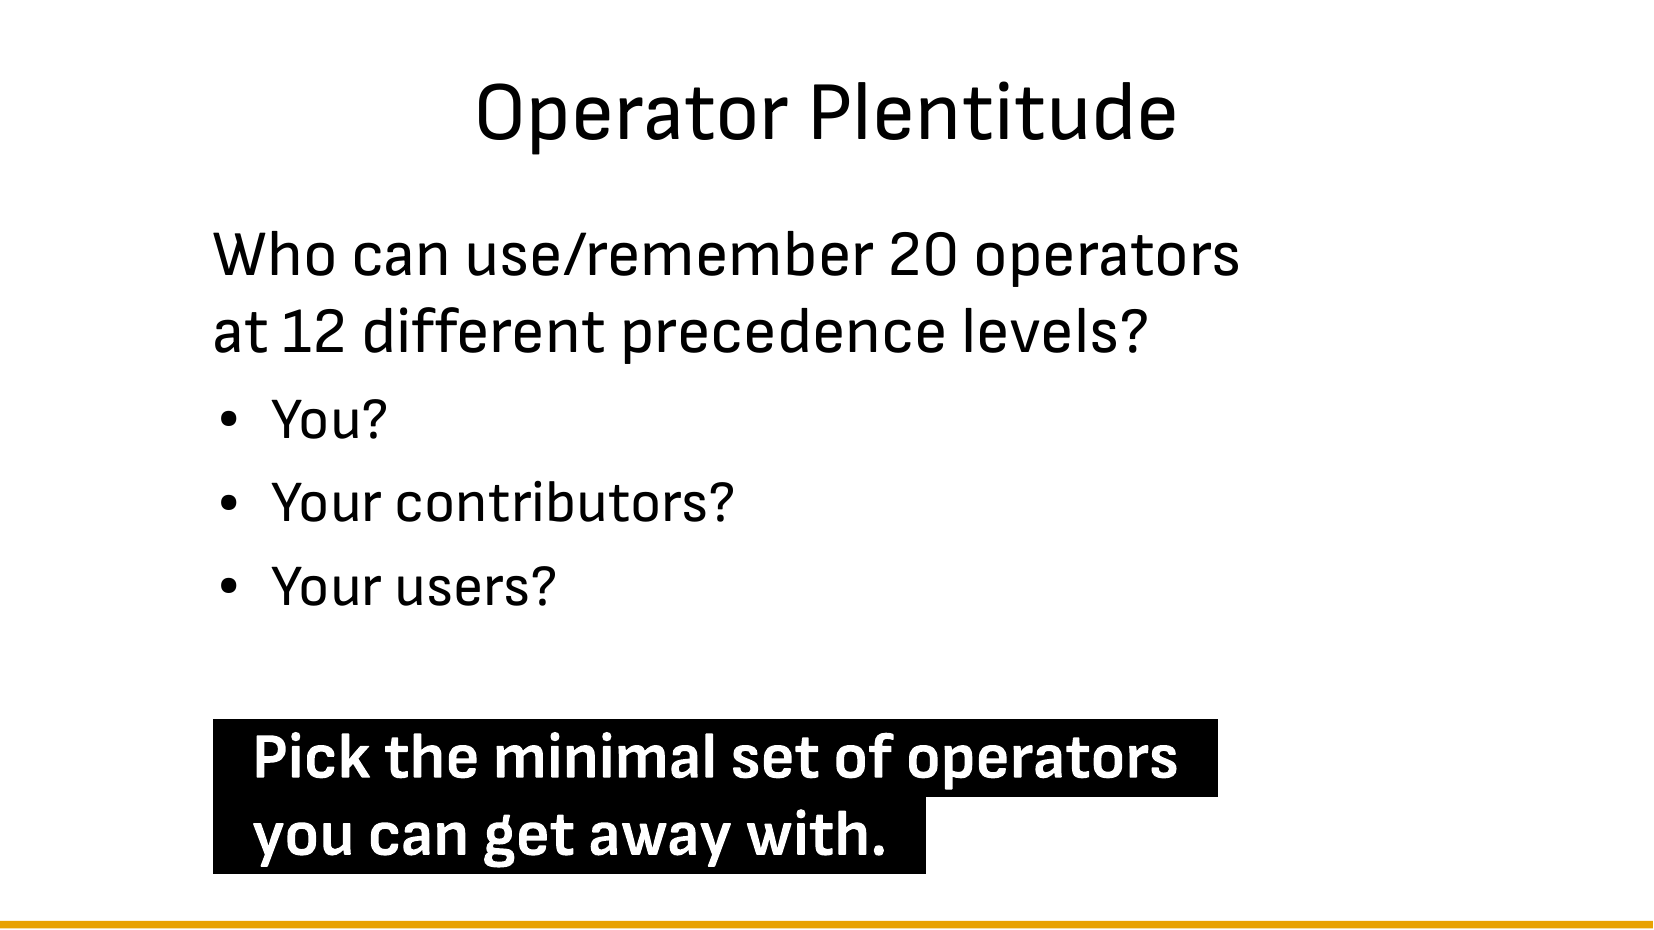 Operator Plentitude
Who can use/remember 20 operators
at 12 different precedence levels?
• You?
• Your contributors?
• Your users?
Pick the minimal set of operators
you can get away with.